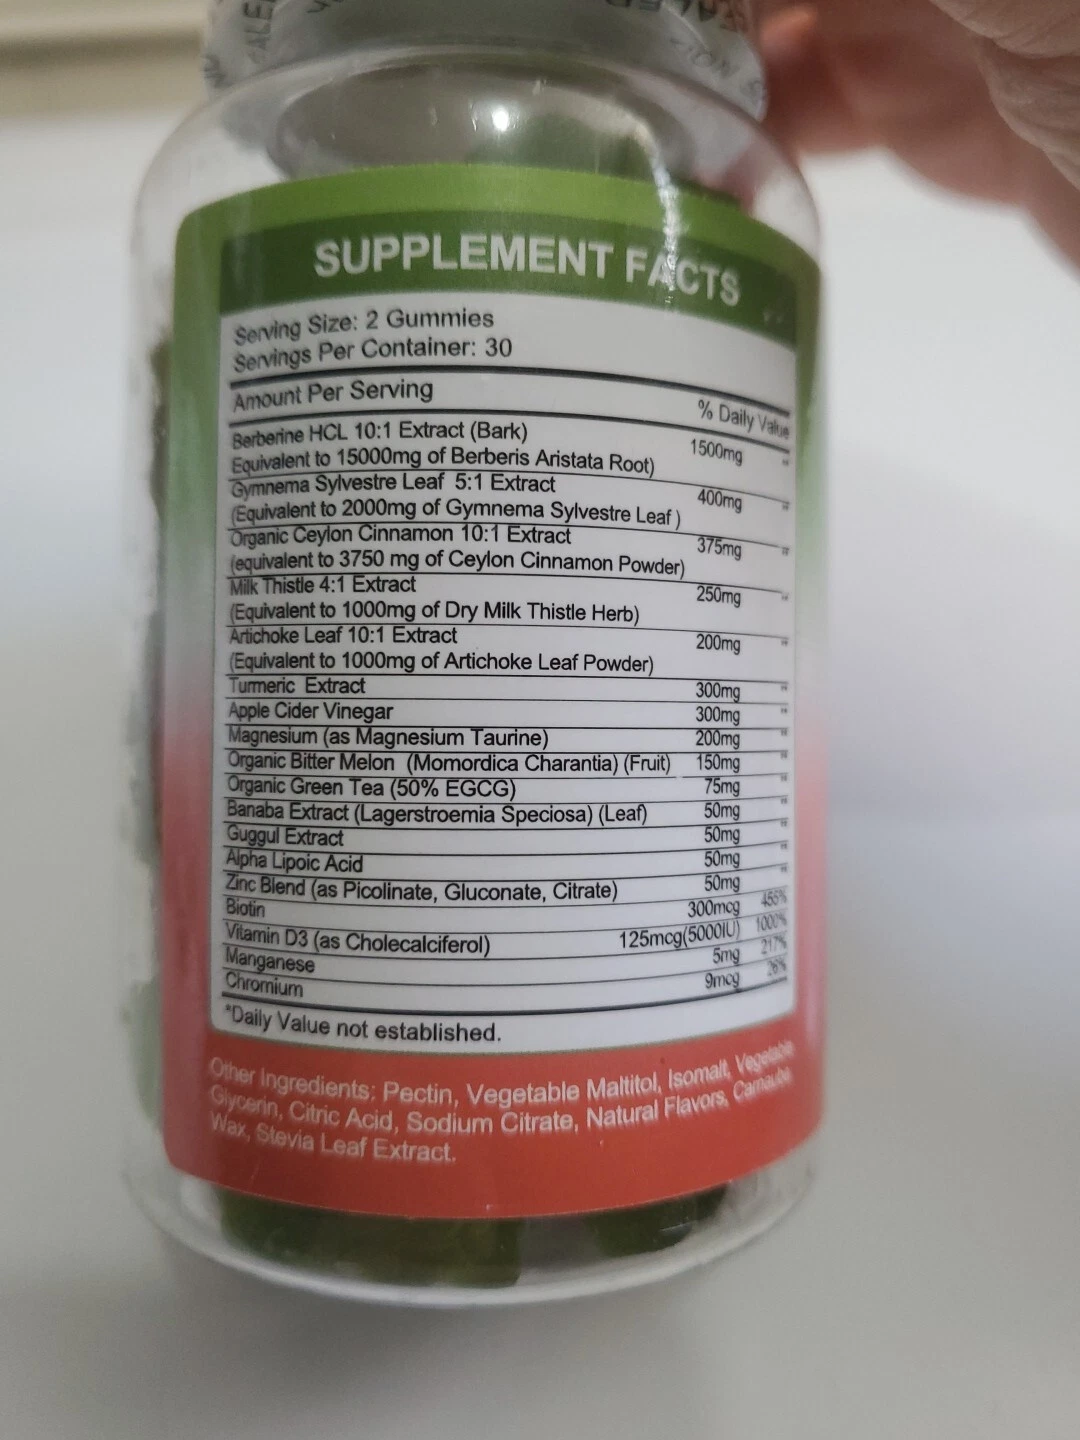 SUPPLEMENT FACTS
Serving Size: 2 Gummies
Servings Per Container: 30
Amount Per Serving % Daily Value
Berberine HCL 10:1 Extract (Bark) 1500mg **
Equivalent to 15000mg of Berberis Aristata Root)
Gymnema Sylvestre Leaf 5:1 Extract 400mg **
(Equivalent to 2000mg of Gymnema Sylvestre Leaf )
Organic Ceylon Cinnamon 10:1 Extract 375mg **
(equivalent to 3750 mg of Ceylon Cinnamon Powder)
Milk Thistle 4:1 Extract 250mg **
(Equivalent to 1000mg of Dry Milk Thistle Herb)
Artichoke Leaf 10:1 Extract 200mg **
(Equivalent to 1000mg of Artichoke Leaf Powder)
Turmeric Extract 300mg **
Apple Cider Vinegar 300mg **
Magnesium (as Magnesium Taurine) 200mg **
Organic Bitter Melon (Momordica Charantia) (Fruit) 150mg **
Organic Green Tea (50% EGCG) 75mg **
Banaba Extract (Lagerstroemia Speciosa) (Leaf) 50mg **
Guggul Extract 50mg **
Alpha Lipoic Acid 50mg **
Zinc Blend (as Picolinate, Gluconate, Citrate) 50mg 455%
Biotin 300mcg 1000%
Vitamin D3 (as Cholecalciferol) 125mcg(5000IU)
Manganese 5mg 217%
Chromium 9mcg 26%
*Daily Value not established.
Other Ingredients: Pectin, Vegetable Maltitol, Isomalt, Vegetable
Glycerin, Citric Acid, Sodium Citrate, Natural Flavors, Carnauba
Wax, Stevia Leaf Extract.